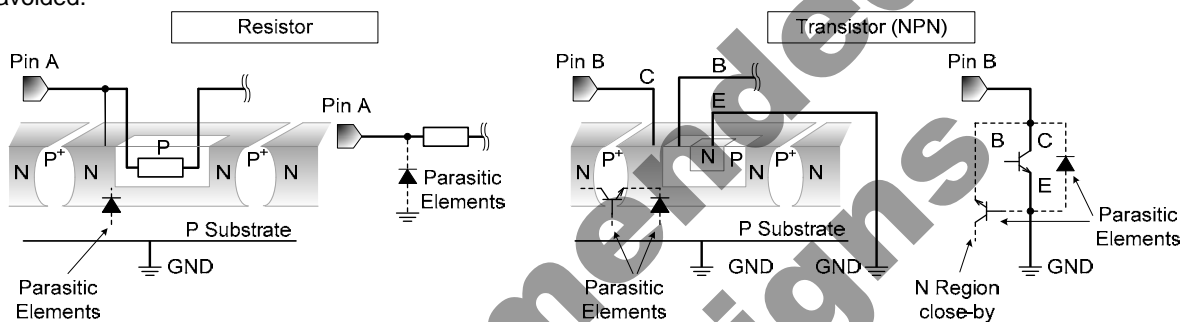 avoided.
Resistor
Transistor (NPN)
Pin A
Pin B
C
B
E
Pin B
Pin A
N
P+
N
P
N
P+
N
Parasitic
Elements
N
P+
N
N
P
N
P+
N
B
C
E
P Substrate
P Substrate
Parasitic
Elements
GND
GND
GND
GND
Parasitic
Elements
Parasitic
Elements
N Region
close-by